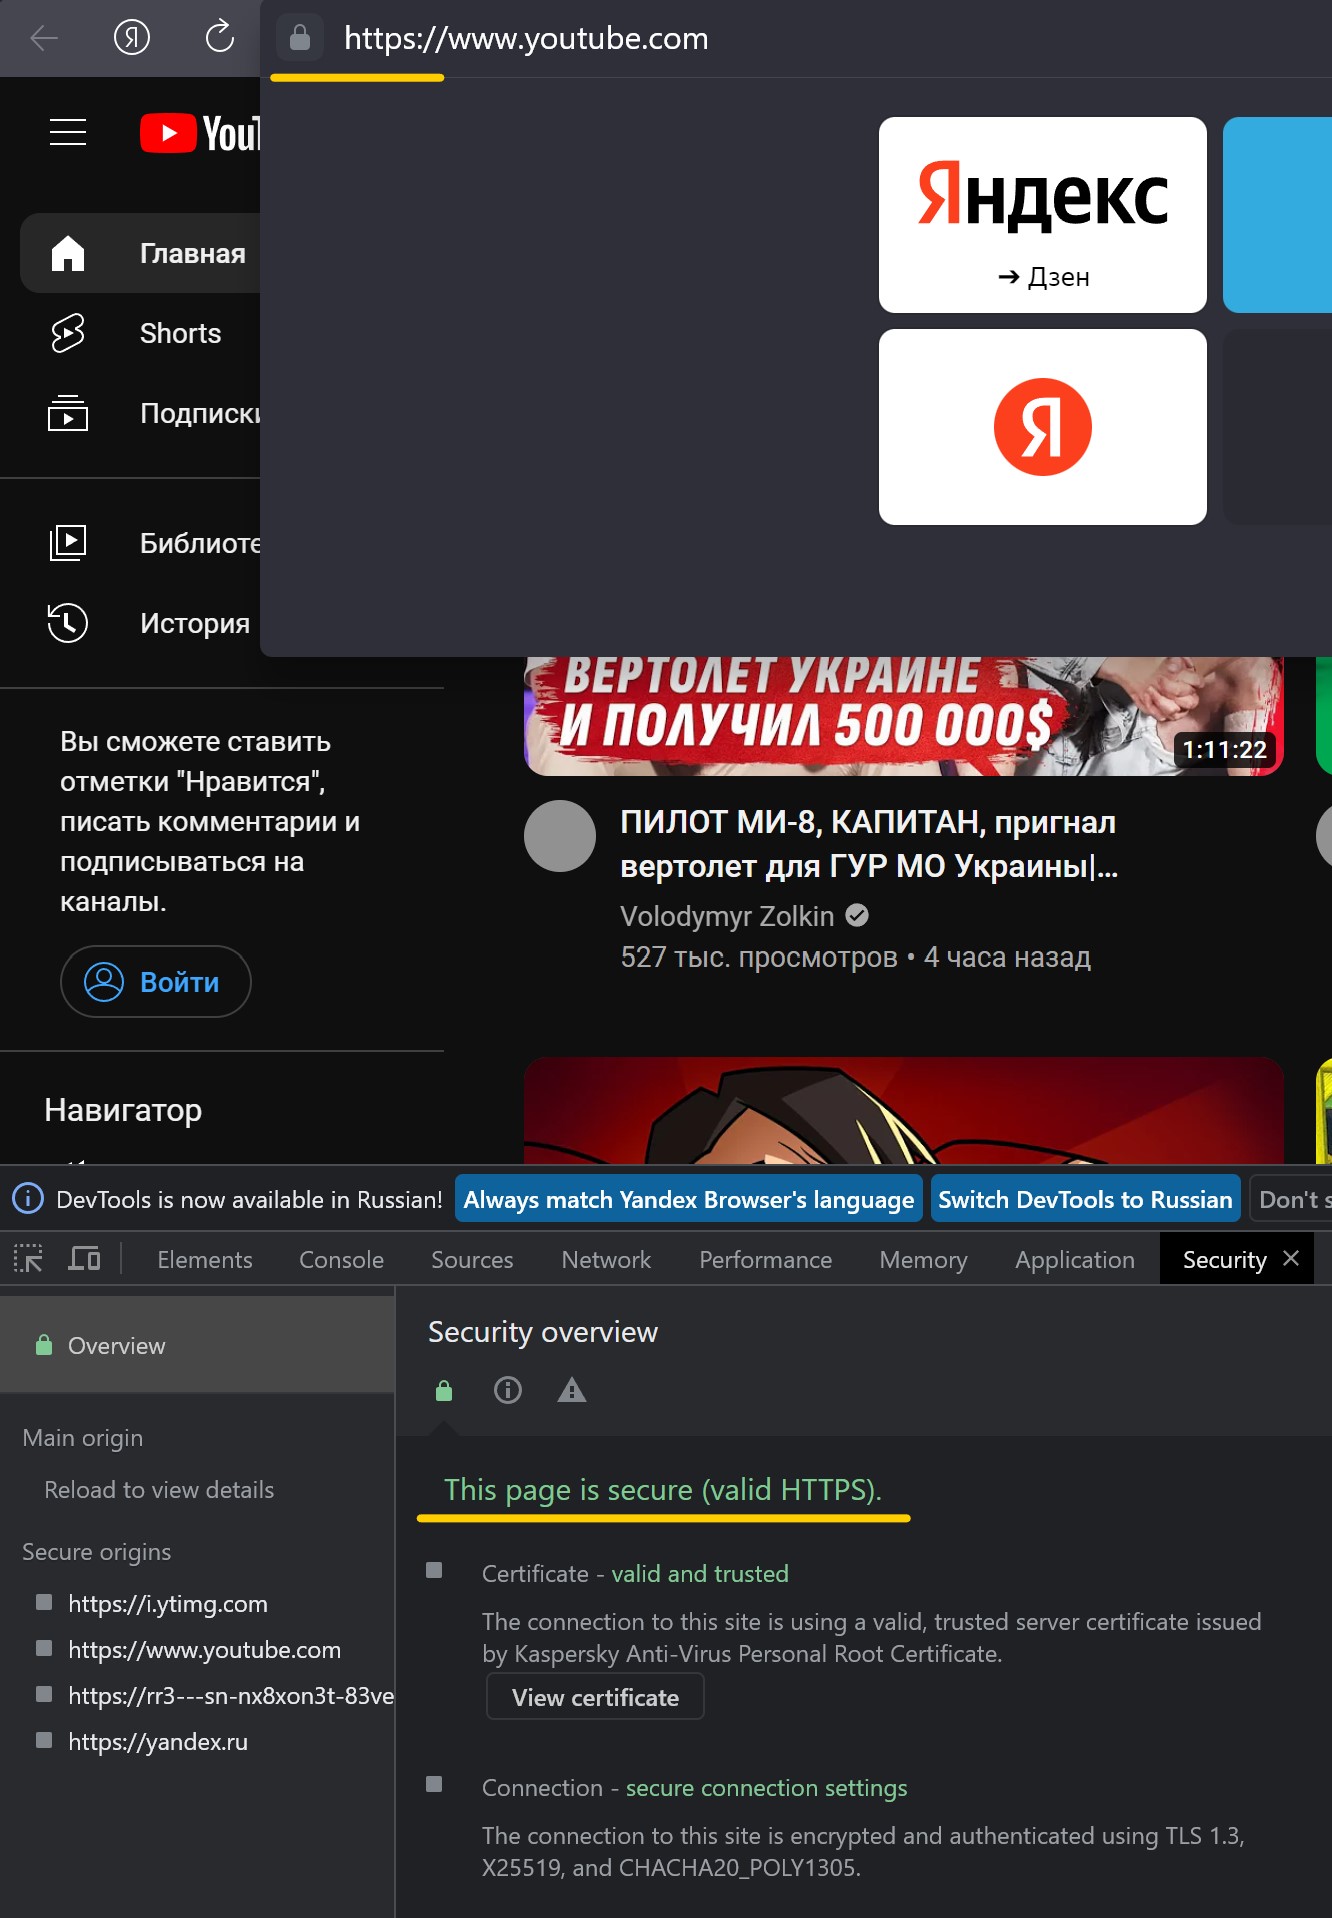 https://www.youtube.com
Яндекс
→ Дзен
Я
Главная
Shorts
Подписки
Библиоте
История
Вы сможете ставить
отметки "Нравится",
писать комментарии и
подписываться на
каналы.
Войти
Навигатор
ВЕРТОЛЕТ УКРАИНЕ
И ПОЛУЧИЛ 500 000$
1:11:22
ПИЛОТ МИ-8, КАПИТАН, пригнал
вертолет для ГУР МО Украины|...
Volodymyr Zolkin
527 тыс. просмотров • 4 часа назад
DevTools is now available in Russian! Always match Yandex Browser's language Switch DevTools to Russian Don't
Elements Console Sources Network Performance Memory Application Security
Overview
Main origin
Reload to view details
Secure origins
https://i.ytimg.com
https://www.youtube.com
https://rr3---sn-nx8xon3t-83ve
https://yandex.ru
Security overview
This page is secure (valid HTTPS).
Certificate - valid and trusted
The connection to this site is using a valid, trusted server certificate issued
by Kaspersky Anti-Virus Personal Root Certificate.
View certificate
Connection - secure connection settings
The connection to this site is encrypted and authenticated using TLS 1.3,
X25519, and CHACHA20_POLY1305.